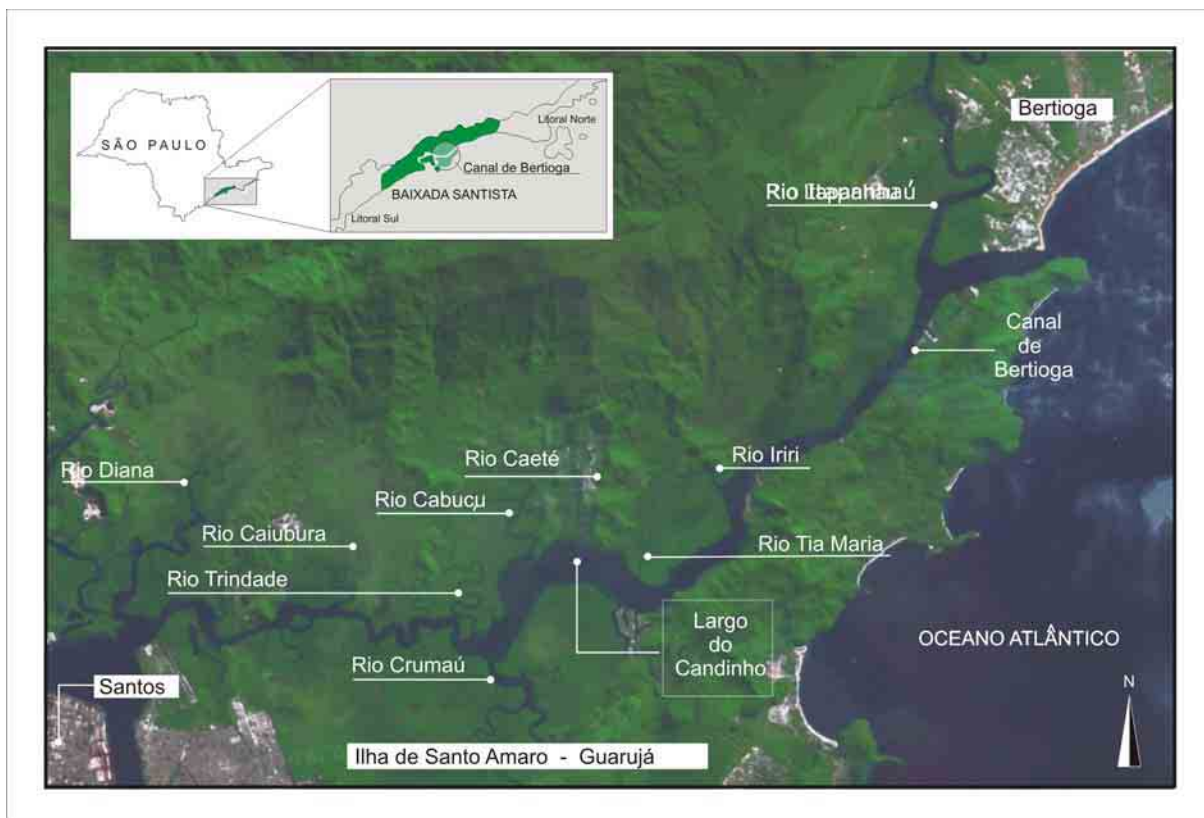 SÃO PAULO
Litoral Norte
Canal de Bertioga
BAIXADA SANTISTA
Litoral Sul
Bertioga
Rio Itapanhaú
Canal
de
Bertioga
Rio Diana
Rio Caeté
Rio Iriri
Rio Cabuçu
Rio Caiubura
Rio Tia Maria
Rio Trindade
Largo
do
Candinho
OCEANO ATLÂNTICO
Rio Crumaú
Santos
N
Ilha de Santo Amaro - Guarujá